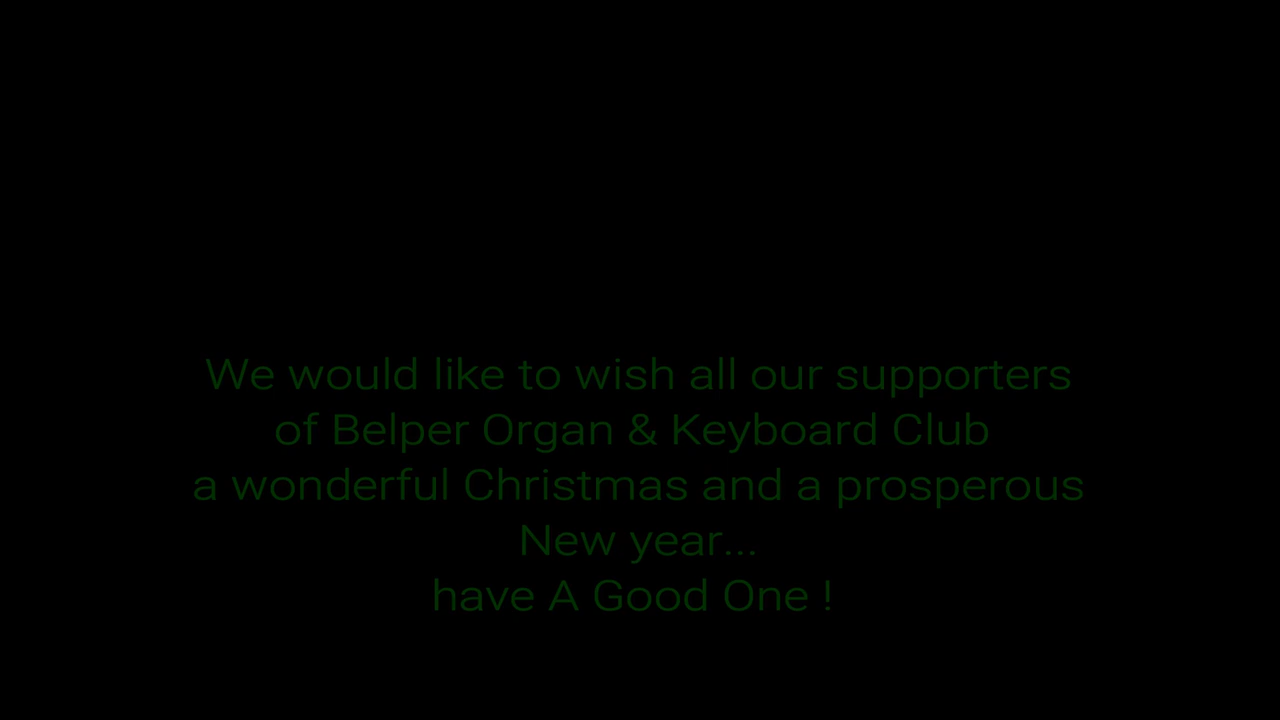 We would like to wish all our supporters
of Belper Organ & Keyboard Club
a wonderful Christmas and a prosperous
New year...
have A Good One !